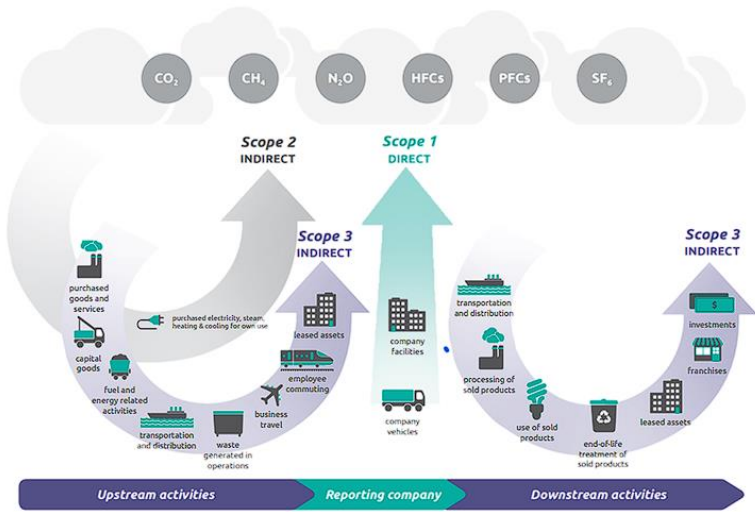 CO₂
CH₄
N₂O
HFCs
PFCs
SF₆
Scope 2
INDIRECT
Scope 1
DIRECT
Scope 3
INDIRECT
Scope 3
INDIRECT
purchased
goods and
services
capital
goods
fuel and
energy related
activities
transportation
and distribution
waste
generated in
operations
business
travel
employee
commuting
leased assets
purchased electricity, steam,
heating & cooling for own use
company
facilities
company
vehicles
transportation
and distribution
processing of
sold products
use of sold
products
end-of-life
treatment of
sold products
leased assets
franchises
investments
$
Upstream activities
Reporting company
Downstream activities